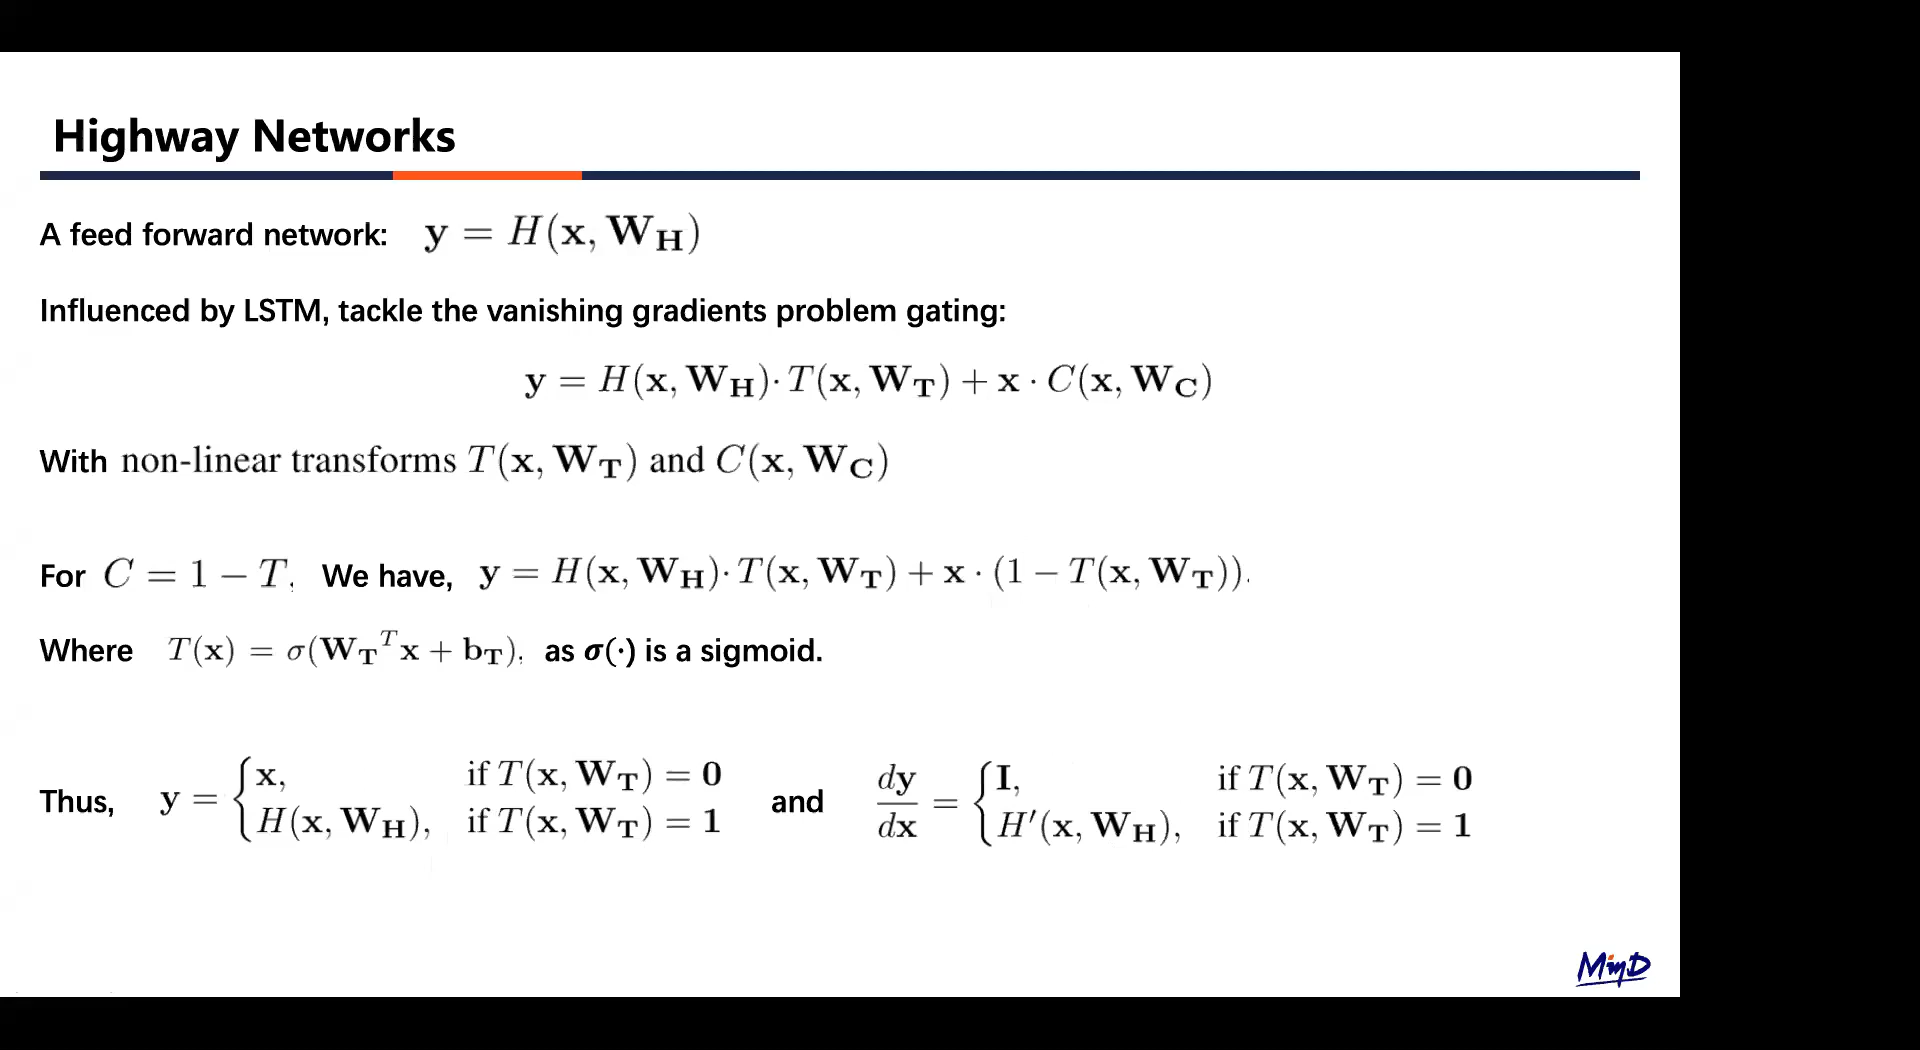 Highway Networks
A feed forward network: y = H(x, W_H)
Influenced by LSTM, tackle the vanishing gradients problem gating:
y = H(x, W_H)· T(x, W_T) + x · C(x, W_C)
With non-linear transforms T(x, W_T) and C(x, W_C)
For C = 1 − T, We have, y = H(x, W_H)· T(x, W_T) + x · (1 − T(x, W_T)).
Where T(x) = σ(W_T^T x + b_T), as σ(·) is a sigmoid.
Thus, y = { x, if T(x, W_T) = 0 H(x, W_H), if T(x, W_T) = 1 and dy/dx = { I, if T(x, W_T) = 0 H′(x, W_H), if T(x, W_T) = 1
MinD